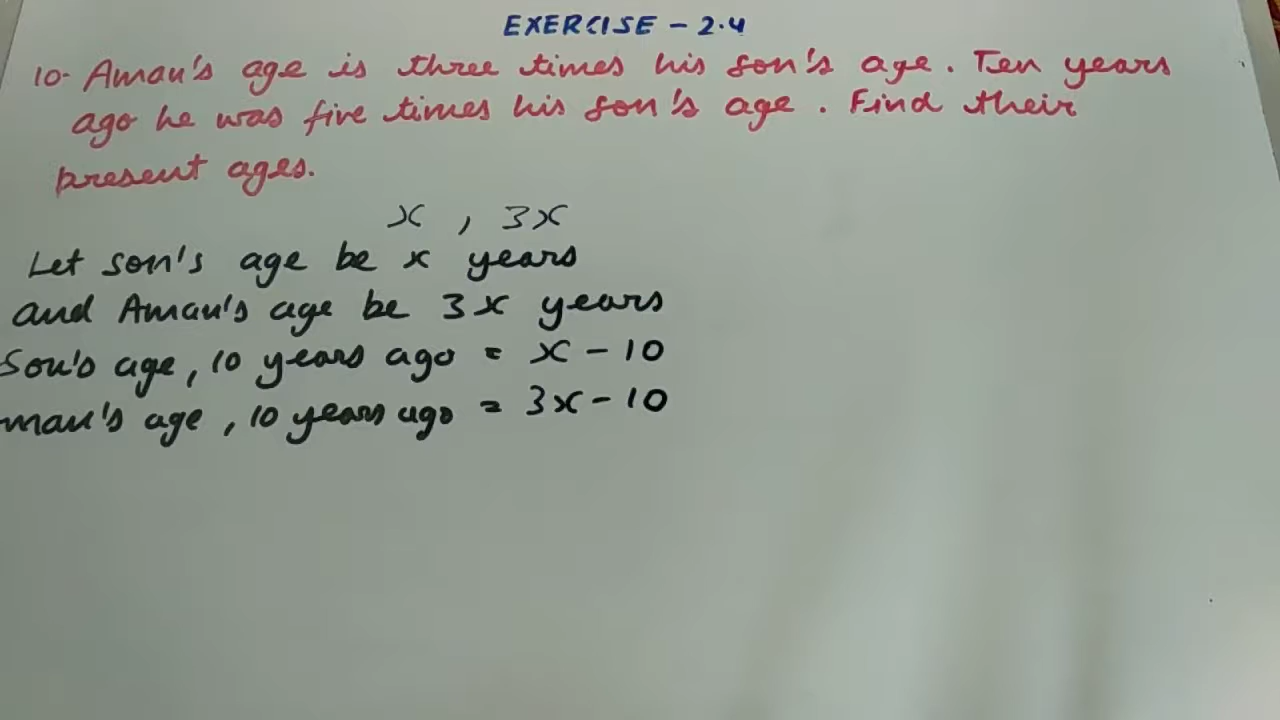 EXERCISE - 2.4
10. Aman's age is three times his son's age. Ten years
ago he was five times his son's age. Find their
present ages.
x , 3x
Let son's age be x years
and Aman's age be 3x years
Son's age, 10 years ago = x - 10
man's age, 10 years ago = 3x - 10